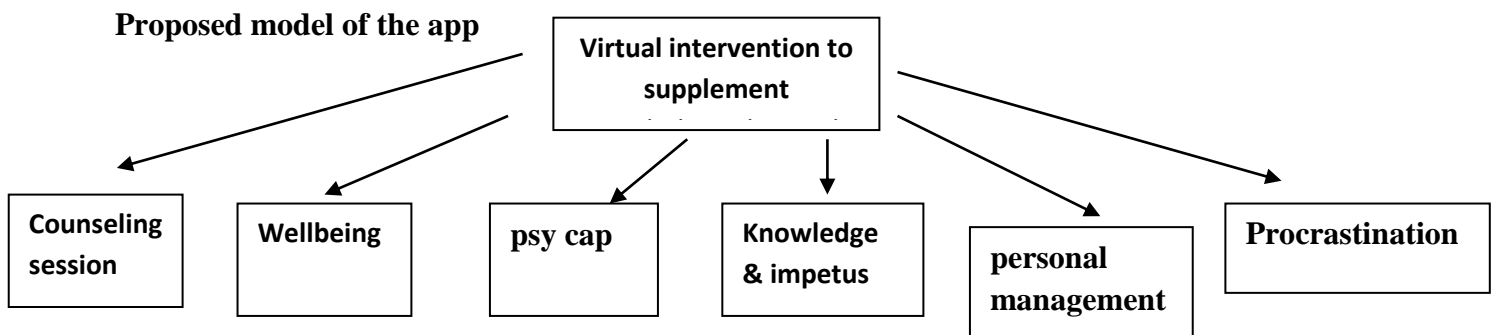 Proposed model of the app
Virtual intervention to
supplement
Counseling
session
Wellbeing
psy cap
Knowledge
& impetus
personal
management
Procrastination